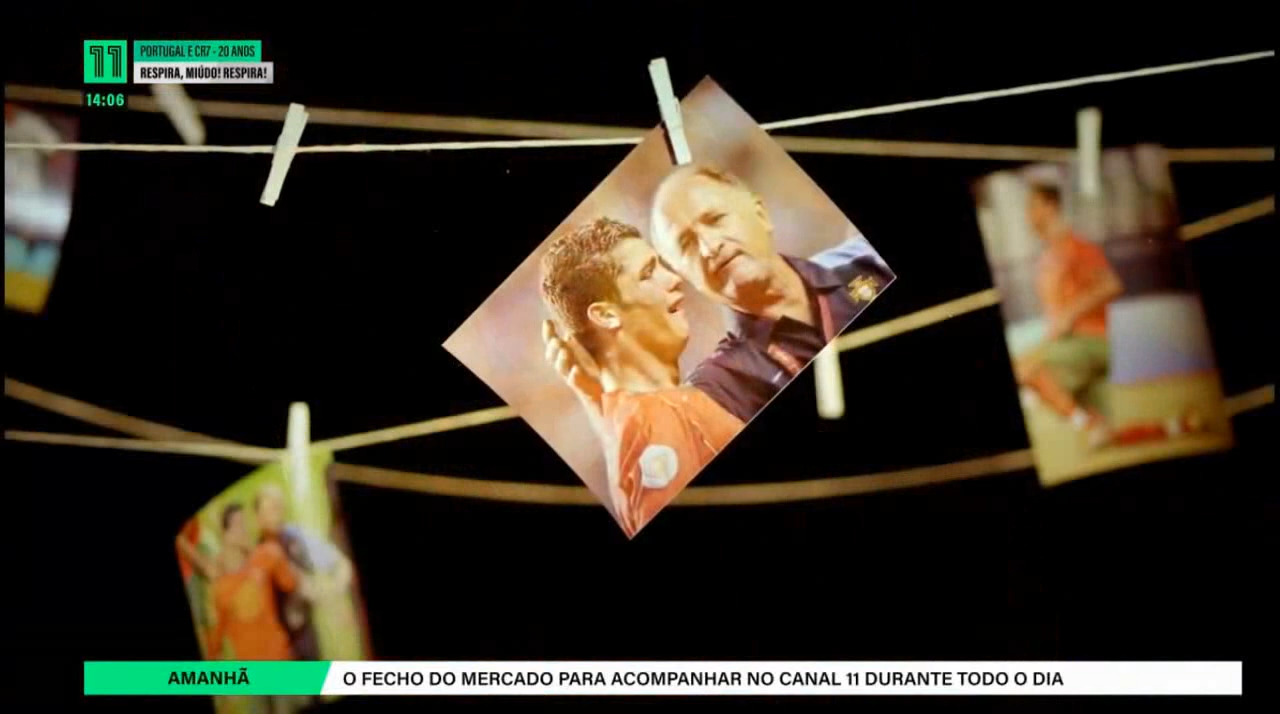 11
PORTUGAL E CR7 - 20 ANOS
RESPIRA, MIÚDO! RESPIRA!
14:06
AMANHÃ
O FECHO DO MERCADO PARA ACOMPANHAR NO CANAL 11 DURANTE TODO O DIA